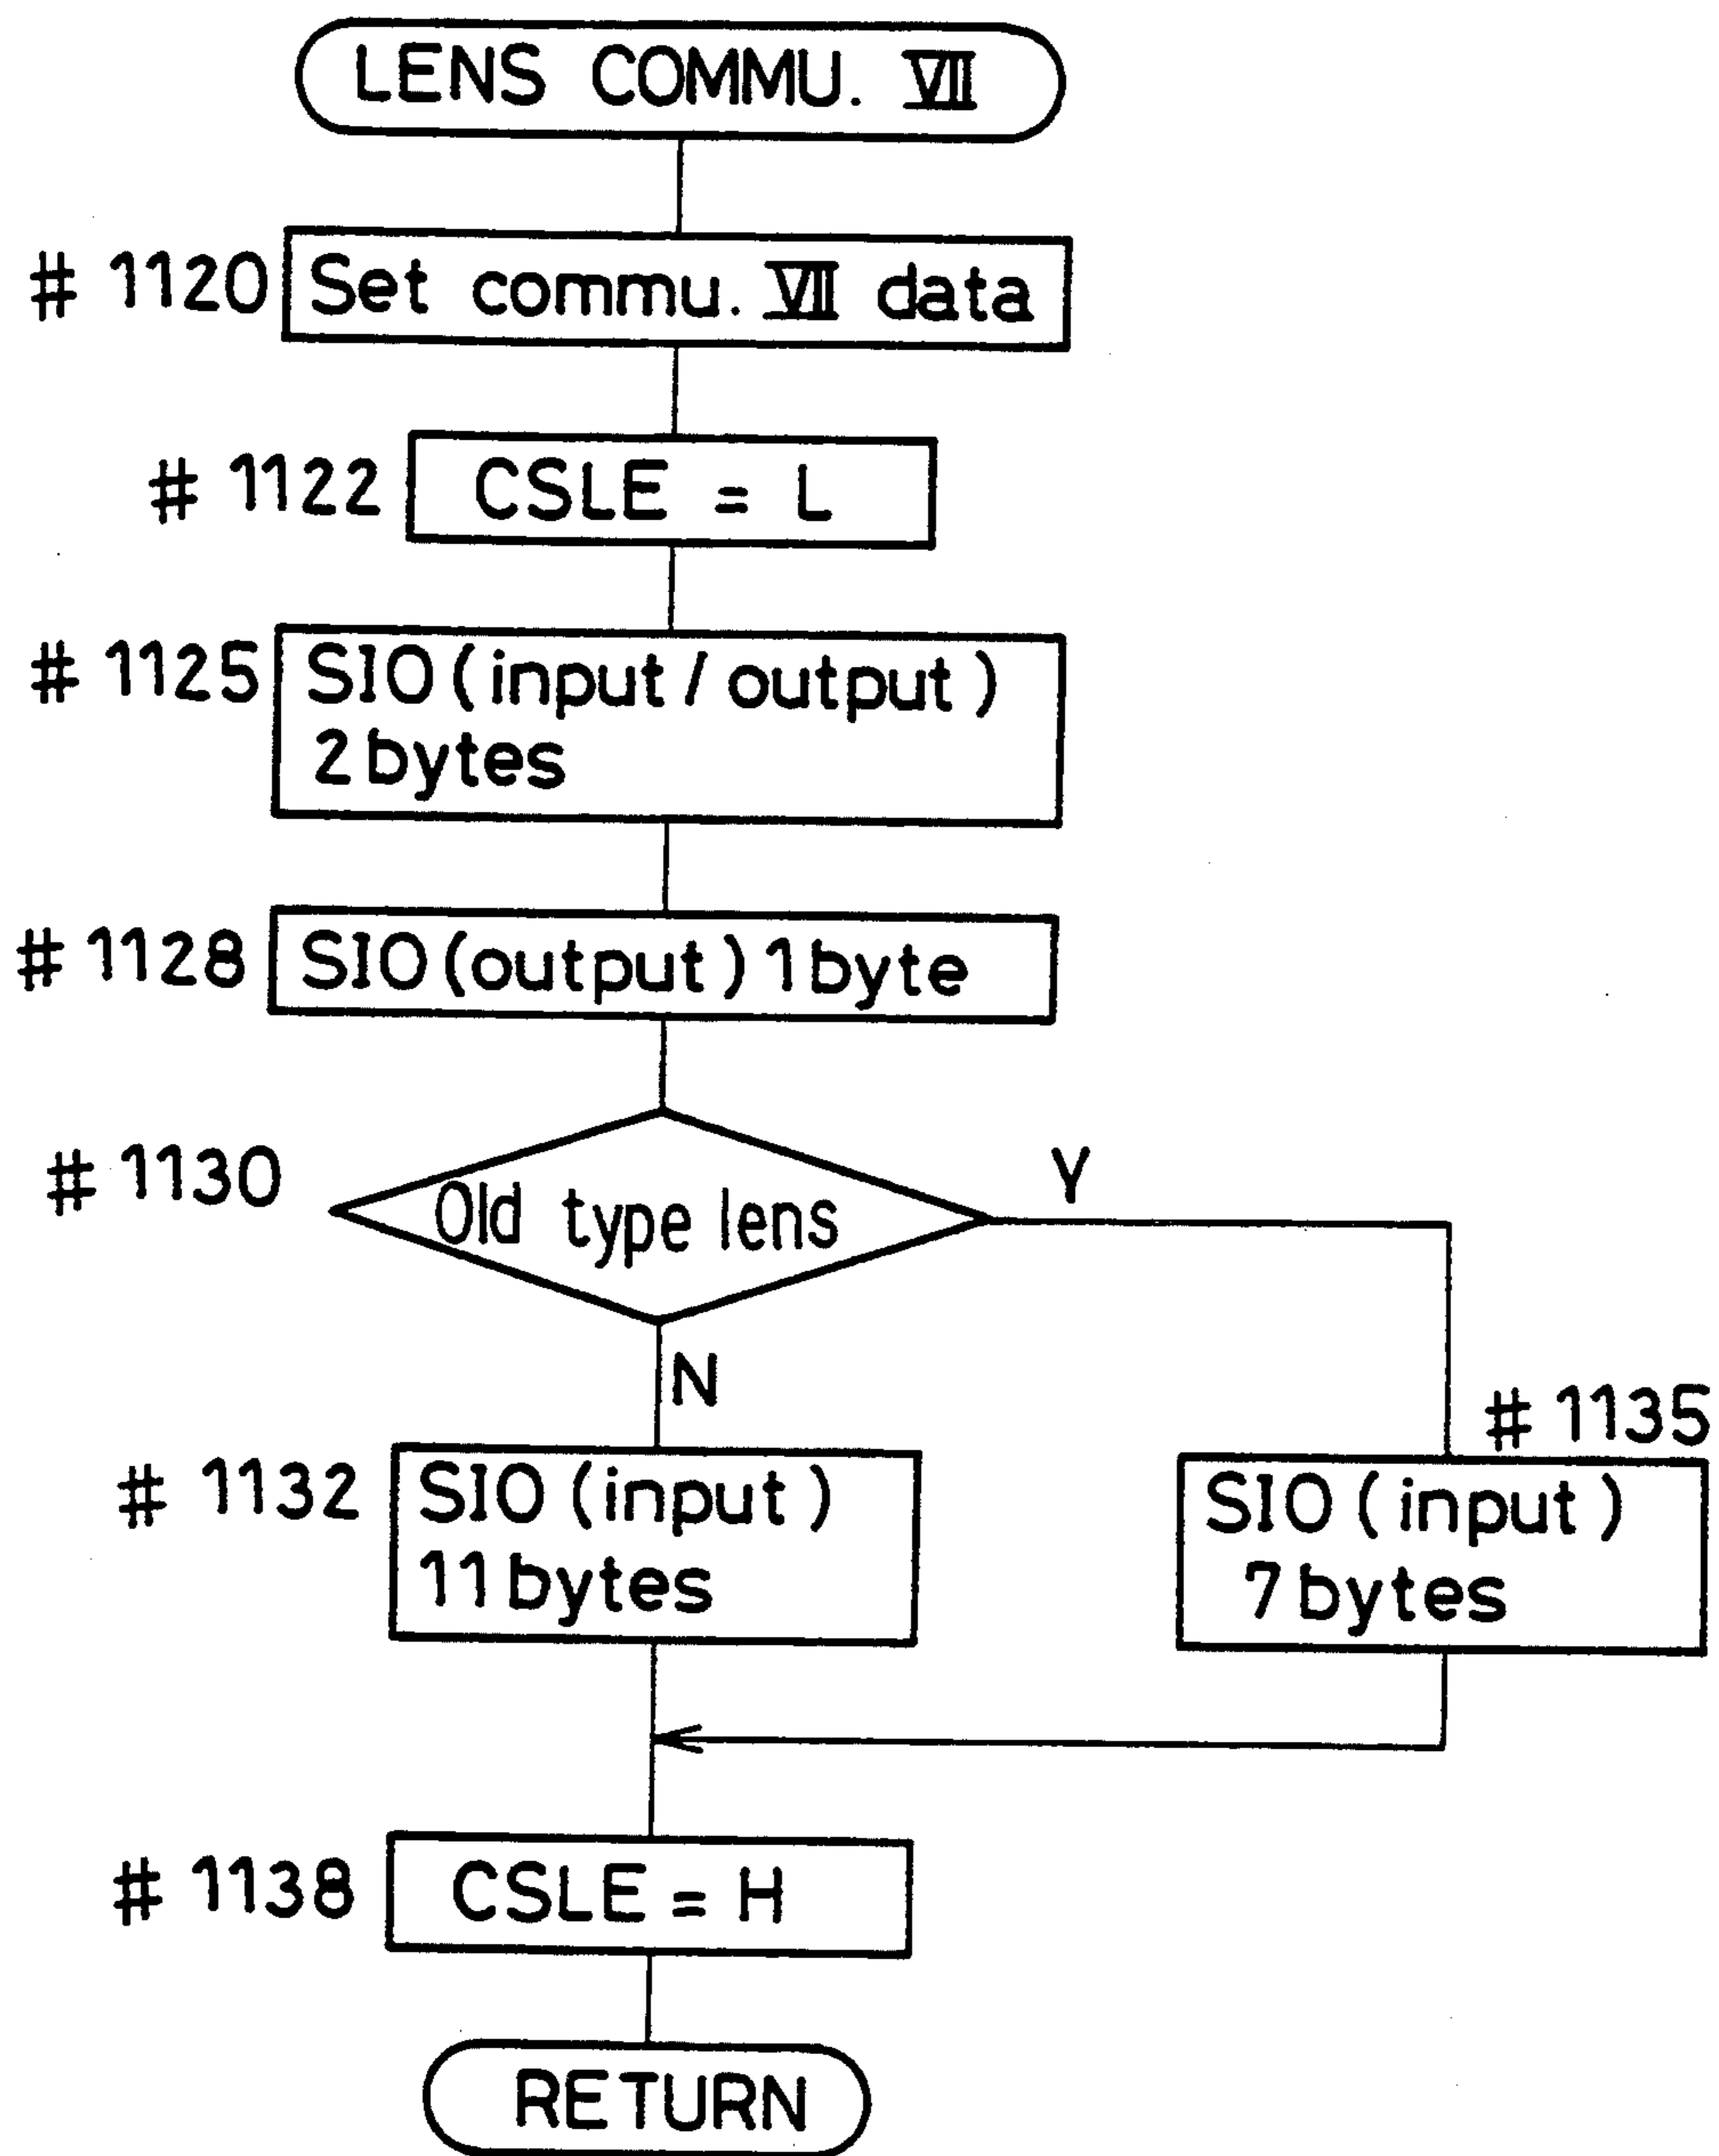 LENS COMMU. VII
# 1120 Set commu. VII data
# 1122 CSLE = L
# 1125 SIO (input / output)
2 bytes
# 1128 SIO (output) 1 byte
# 1130 Old type lens
Y
N
# 1135
# 1132 SIO (input)
11 bytes
SIO (input)
7 bytes
# 1138 CSLE = H
RETURN